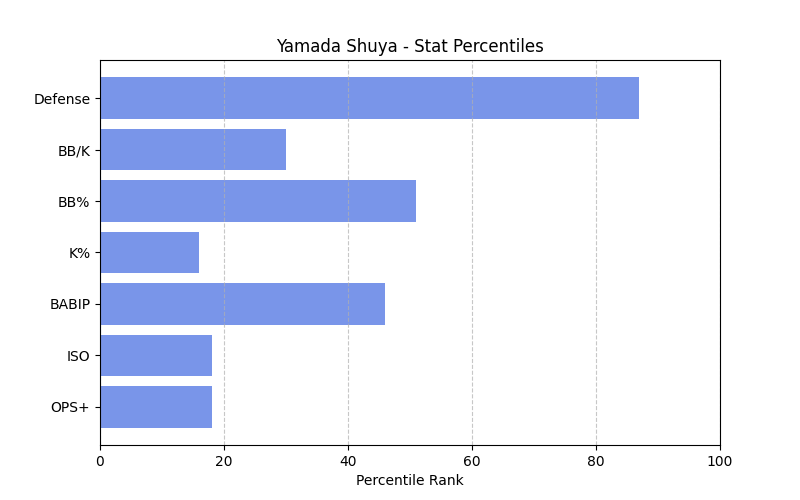 Yamada Shuya - Stat Percentiles
Defense
BB/K
BB%
K%
BABIP
ISO
OPS+
0 20 40 60 80 100
Percentile Rank